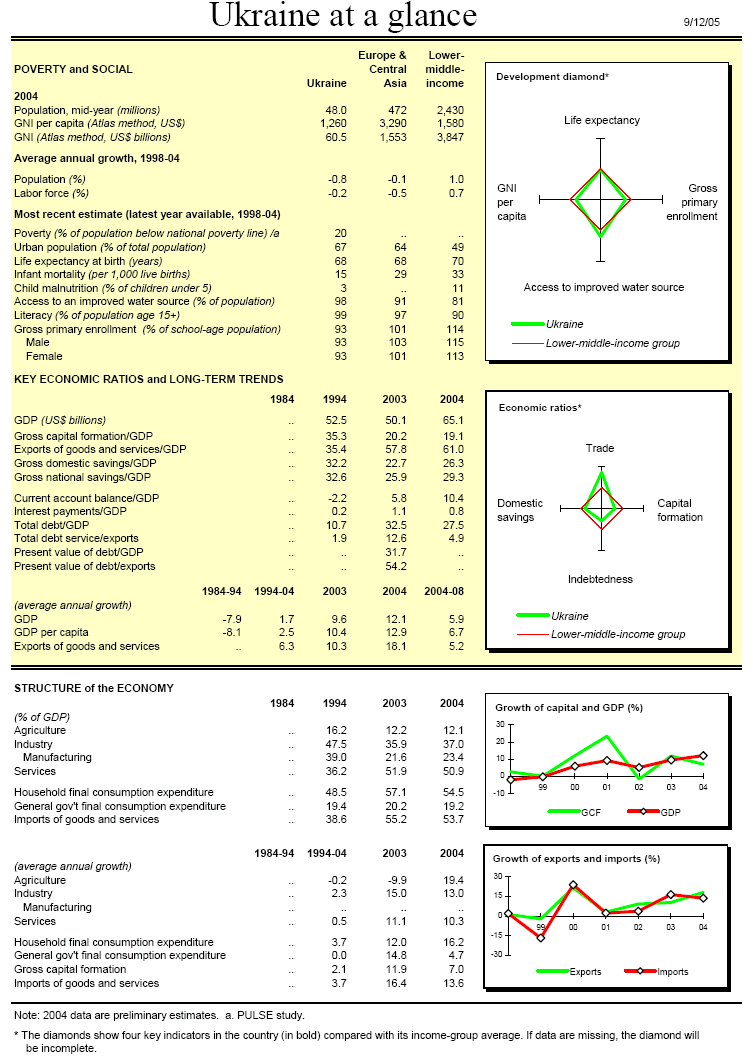 Ukraine at a glance
9/12/05
POVERTY and SOCIAL Ukraine Europe & Central Asia Lower-middle-income
2004
Population, mid-year (millions) 48.0 472 2,430
GNI per capita (Atlas method, US$) 1,260 3,290 1,580
GNI (Atlas method, US$ billions) 60.5 1,553 3,847
Average annual growth, 1998-04
Population (%) -0.8 -0.1 1.0
Labor force (%) -0.2 -0.5 0.7
Most recent estimate (latest year available, 1998-04)
Poverty (% of population below national poverty line) /a 20 .. ..
Urban population (% of total population) 67 64 49
Life expectancy at birth (years) 68 68 70
Infant mortality (per 1,000 live births) 15 29 33
Child malnutrition (% of children under 5) 3 .. 11
Access to an improved water source (% of population) 98 91 81
Literacy (% of population age 15+) 99 97 90
Gross primary enrollment (% of school-age population) 93 101 114
Male 93 103 115
Female 93 101 113
Development diamond*
Life expectancy
GNI per capita
Gross primary enrollment
Access to improved water source
Ukraine
Lower-middle-income group
KEY ECONOMIC RATIOS and LONG-TERM TRENDS
1984 1994 2003 2004
GDP (US$ billions) .. 52.5 50.1 65.1
Gross capital formation/GDP .. 35.3 20.2 19.1
Exports of goods and services/GDP .. 35.4 57.8 61.0
Gross domestic savings/GDP .. 32.2 22.7 26.3
Gross national savings/GDP .. 32.6 25.9 29.3
Current account balance/GDP .. -2.2 5.8 10.4
Interest payments/GDP .. 0.2 1.1 0.8
Total debt/GDP .. 10.7 32.5 27.5
Total debt service/exports .. 1.9 12.6 4.9
Present value of debt/GDP .. .. 31.7 ..
Present value of debt/exports .. .. 54.2 ..
1984-94 1994-04 2003 2004 2004-08
(average annual growth)
GDP -7.9 1.7 9.6 12.1 5.9
GDP per capita -8.1 2.5 10.4 12.9 6.7
Exports of goods and services .. 6.3 10.3 18.1 5.2
Economic ratios*
Trade
Domestic savings
Capital formation
Indebtedness
Ukraine
Lower-middle-income group
STRUCTURE of the ECONOMY
1984 1994 2003 2004
(% of GDP)
Agriculture .. 16.2 12.2 12.1
Industry .. 47.5 35.9 37.0
Manufacturing .. 39.0 21.6 23.4
Services .. 36.2 51.9 50.9
Household final consumption expenditure .. 48.5 57.1 54.5
General gov't final consumption expenditure .. 19.4 20.2 19.2
Imports of goods and services .. 38.6 55.2 53.7
Growth of capital and GDP (%)
30
20
10
0
-10
99 00 01 02 03 04
GCF GDP
1984-94 1994-04 2003 2004
(average annual growth)
Agriculture .. -0.2 -9.9 19.4
Industry .. 2.3 15.0 13.0
Manufacturing .. .. .. ..
Services .. 0.5 11.1 10.3
Household final consumption expenditure .. 3.7 12.0 16.2
General gov't final consumption expenditure .. 0.0 14.8 4.7
Gross capital formation .. 2.1 11.9 7.0
Imports of goods and services .. 3.7 16.4 13.6
Growth of exports and imports (%)
30
15
0
-15
-30
99 00 01 02 03 04
Exports Imports
Note: 2004 data are preliminary estimates. a. PULSE study.
* The diamonds show four key indicators in the country (in bold) compared with its income-group average. If data are missing, the diamond will
be incomplete.